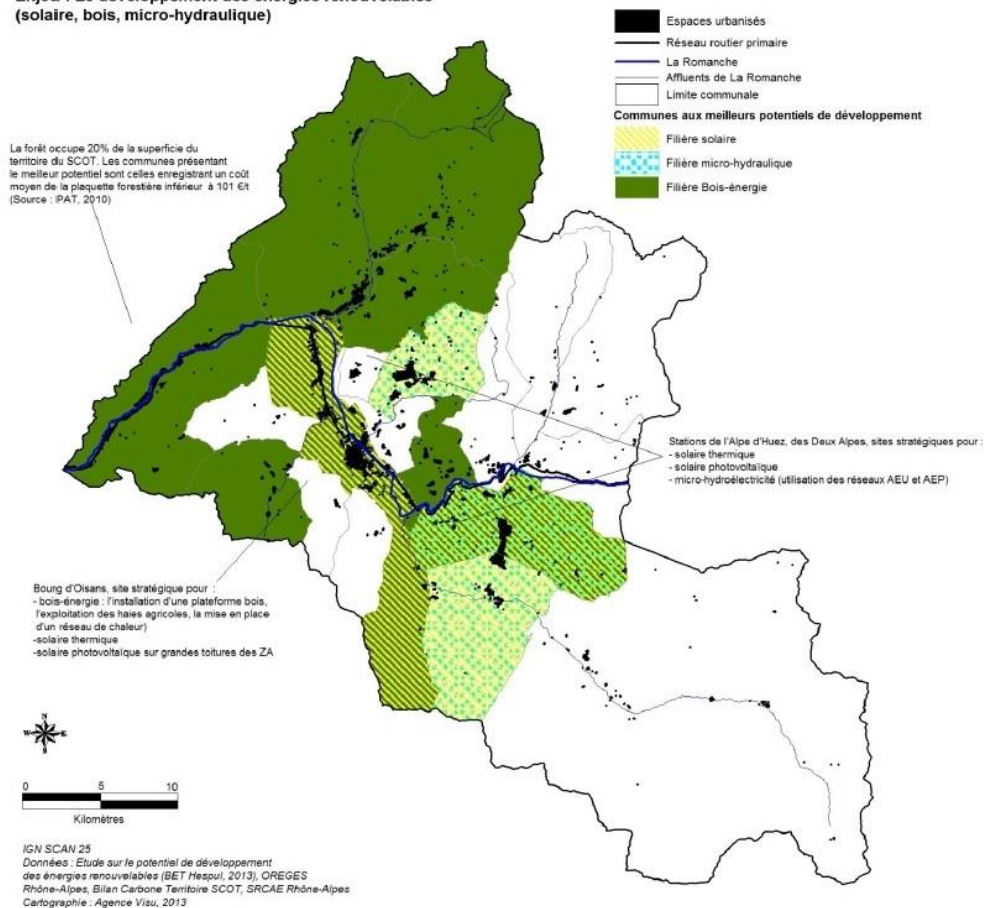 Enjeu : Le développement des énergies renouvelables
(solaire, bois, micro-hydraulique)
Espaces urbanisés
Réseau routier primaire
La Romanche
Affluents de La Romanche
Limite communale
Communes aux meilleurs potentiels de développement
Filière solaire
Filière micro-hydraulique
Filière Bois-énergie
La forêt occupe 20% de la superficie du
territoire du SCOT. Les communes présentant
le meilleur potentiel sont celles enregistrant un coût
moyen de la plaquette forestière inférieur à 101 €/t
(Source : IPAT, 2010)
Stations de l'Alpe d'Huez, des Deux Alpes, sites stratégiques pour :
- solaire thermique
- solaire photovoltaïque
- micro-hydroélectricité (utilisation des réseaux AEU et AEP)
Bourg d'Oisans, site stratégique pour :
- bois-énergie : l'installation d'une plateforme bois,
l'exploitation des haies agricoles, la mise en place
d'un réseau de chaleur)
-solaire thermique
-solaire photovoltaïque sur grandes toitures des ZA
N
W E
S
0 5 10
Kilomètres
IGN SCAN 25
Données : Etude sur le potentiel de développement
des énergies renouvelables (BET Hespul, 2013), OREGES
Rhône-Alpes, Bilan Carbone Territoire SCOT, SRCAE Rhône-Alpes
Cartographie : Agence Visu, 2013